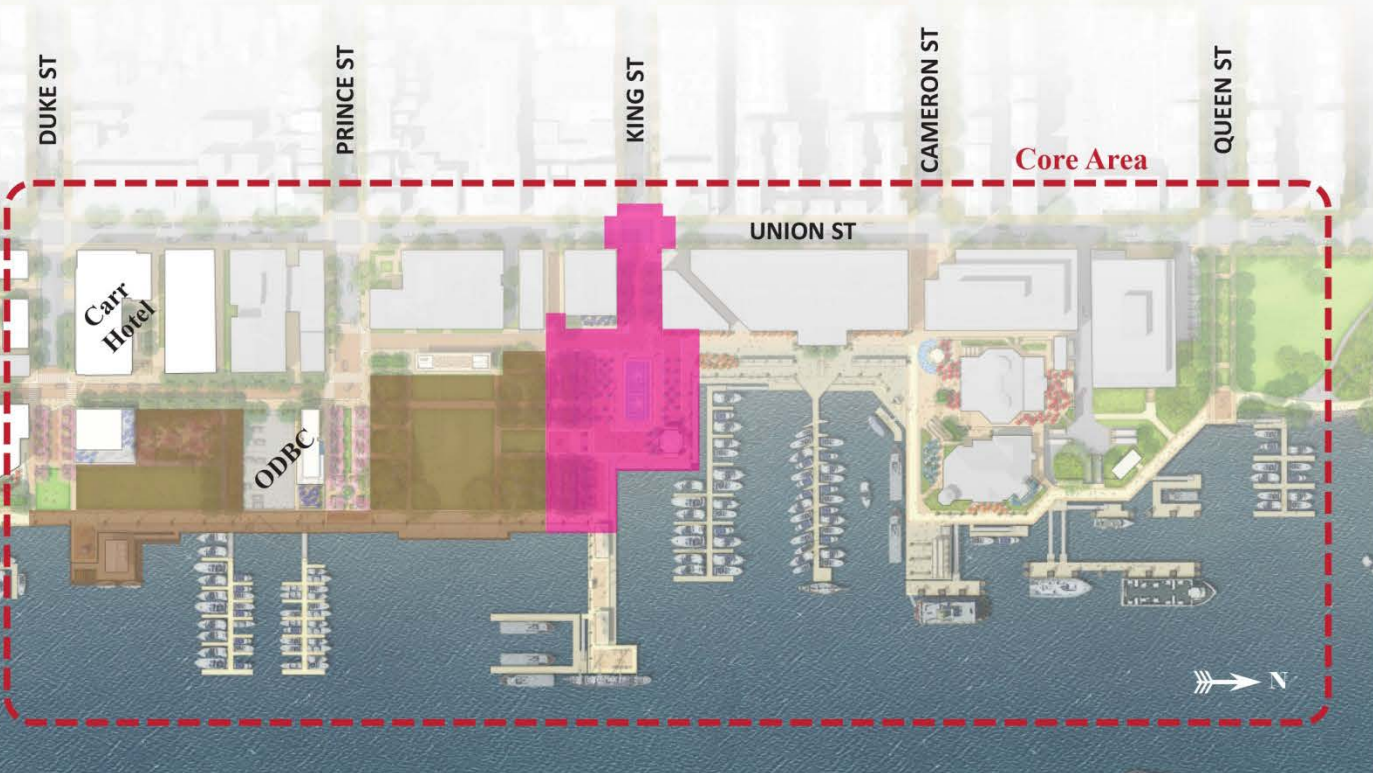 DUKE ST
PRINCE ST
KING ST
CAMERON ST
QUEEN ST
Core Area
UNION ST
Carr
Hotel
ODBC
N